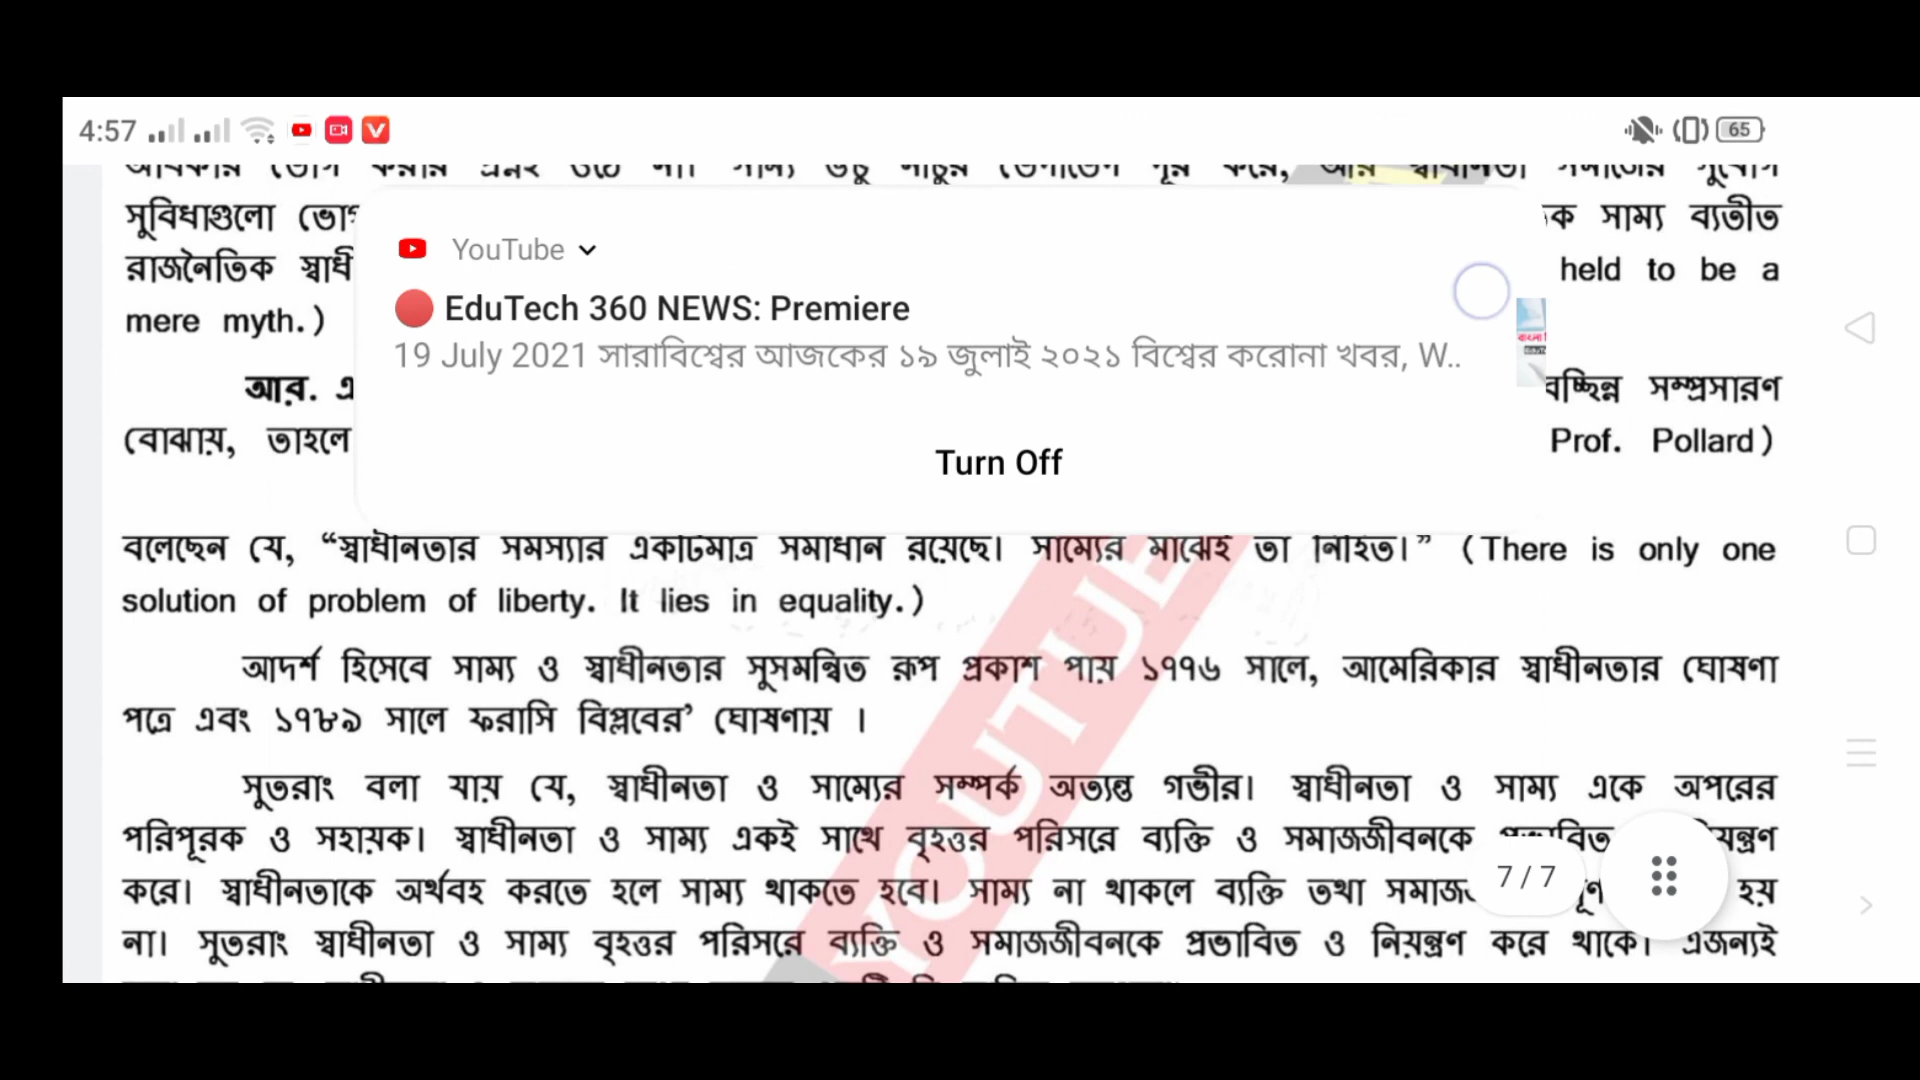 4:57
65
সুবিধাগুলো
ক সাম্য ব্যতীত
রাজনৈতিক
held to be a
mere myth.)
YouTube
EduTech 360 NEWS: Premiere
19 July 2021 সারাবিশ্বের আজকের ১৯ জুলাই ২০২১ বিশ্বের করোনা খবর, W..
আর. এ
সম্প্রসারণ
বোঝায়, তাহলে
Prof. Pollard)
Turn Off
বলেছেন যে, “স্বাধীনতার সমস্যার একটিমাত্র সমাধান রয়েছে। সাম্যের মাঝেই তা নিহিত।” (There is only one
solution of problem of liberty. It lies in equality.)
আদর্শ হিসেবে সাম্য ও স্বাধীনতার সুসমন্বিত রূপ প্রকাশ পায় ১৭৭৬ সালে, আমেরিকার স্বাধীনতার ঘোষণা
পত্রে এবং ১৭৮৯ সালে ফরাসি বিপ্লবের’ ঘোষণায় ।
সুতরাং বলা যায় যে, স্বাধীনতা ও সাম্যের সম্পর্ক অত্যন্ত গভীর। স্বাধীনতা ও সাম্য একে অপরের
পরিপূরক ও সহায়ক। স্বাধীনতা ও সাম্য একই সাথে বৃহত্তর পরিসরে ব্যক্তি ও সমাজজীবনকে
করে। স্বাধীনতাকে অর্থবহ করতে হলে সাম্য থাকতে হবে। সাম্য না থাকলে ব্যক্তি তথা হয়
7/7
না। সুতরাং স্বাধীনতা ও সাম্য বৃহত্তর পরিসরে ব্যক্তি ও সমাজজীবনকে প্রভাবিত ও নিয়ন্ত্রণ করে থাকে। এজন্যই
YOUTUBE